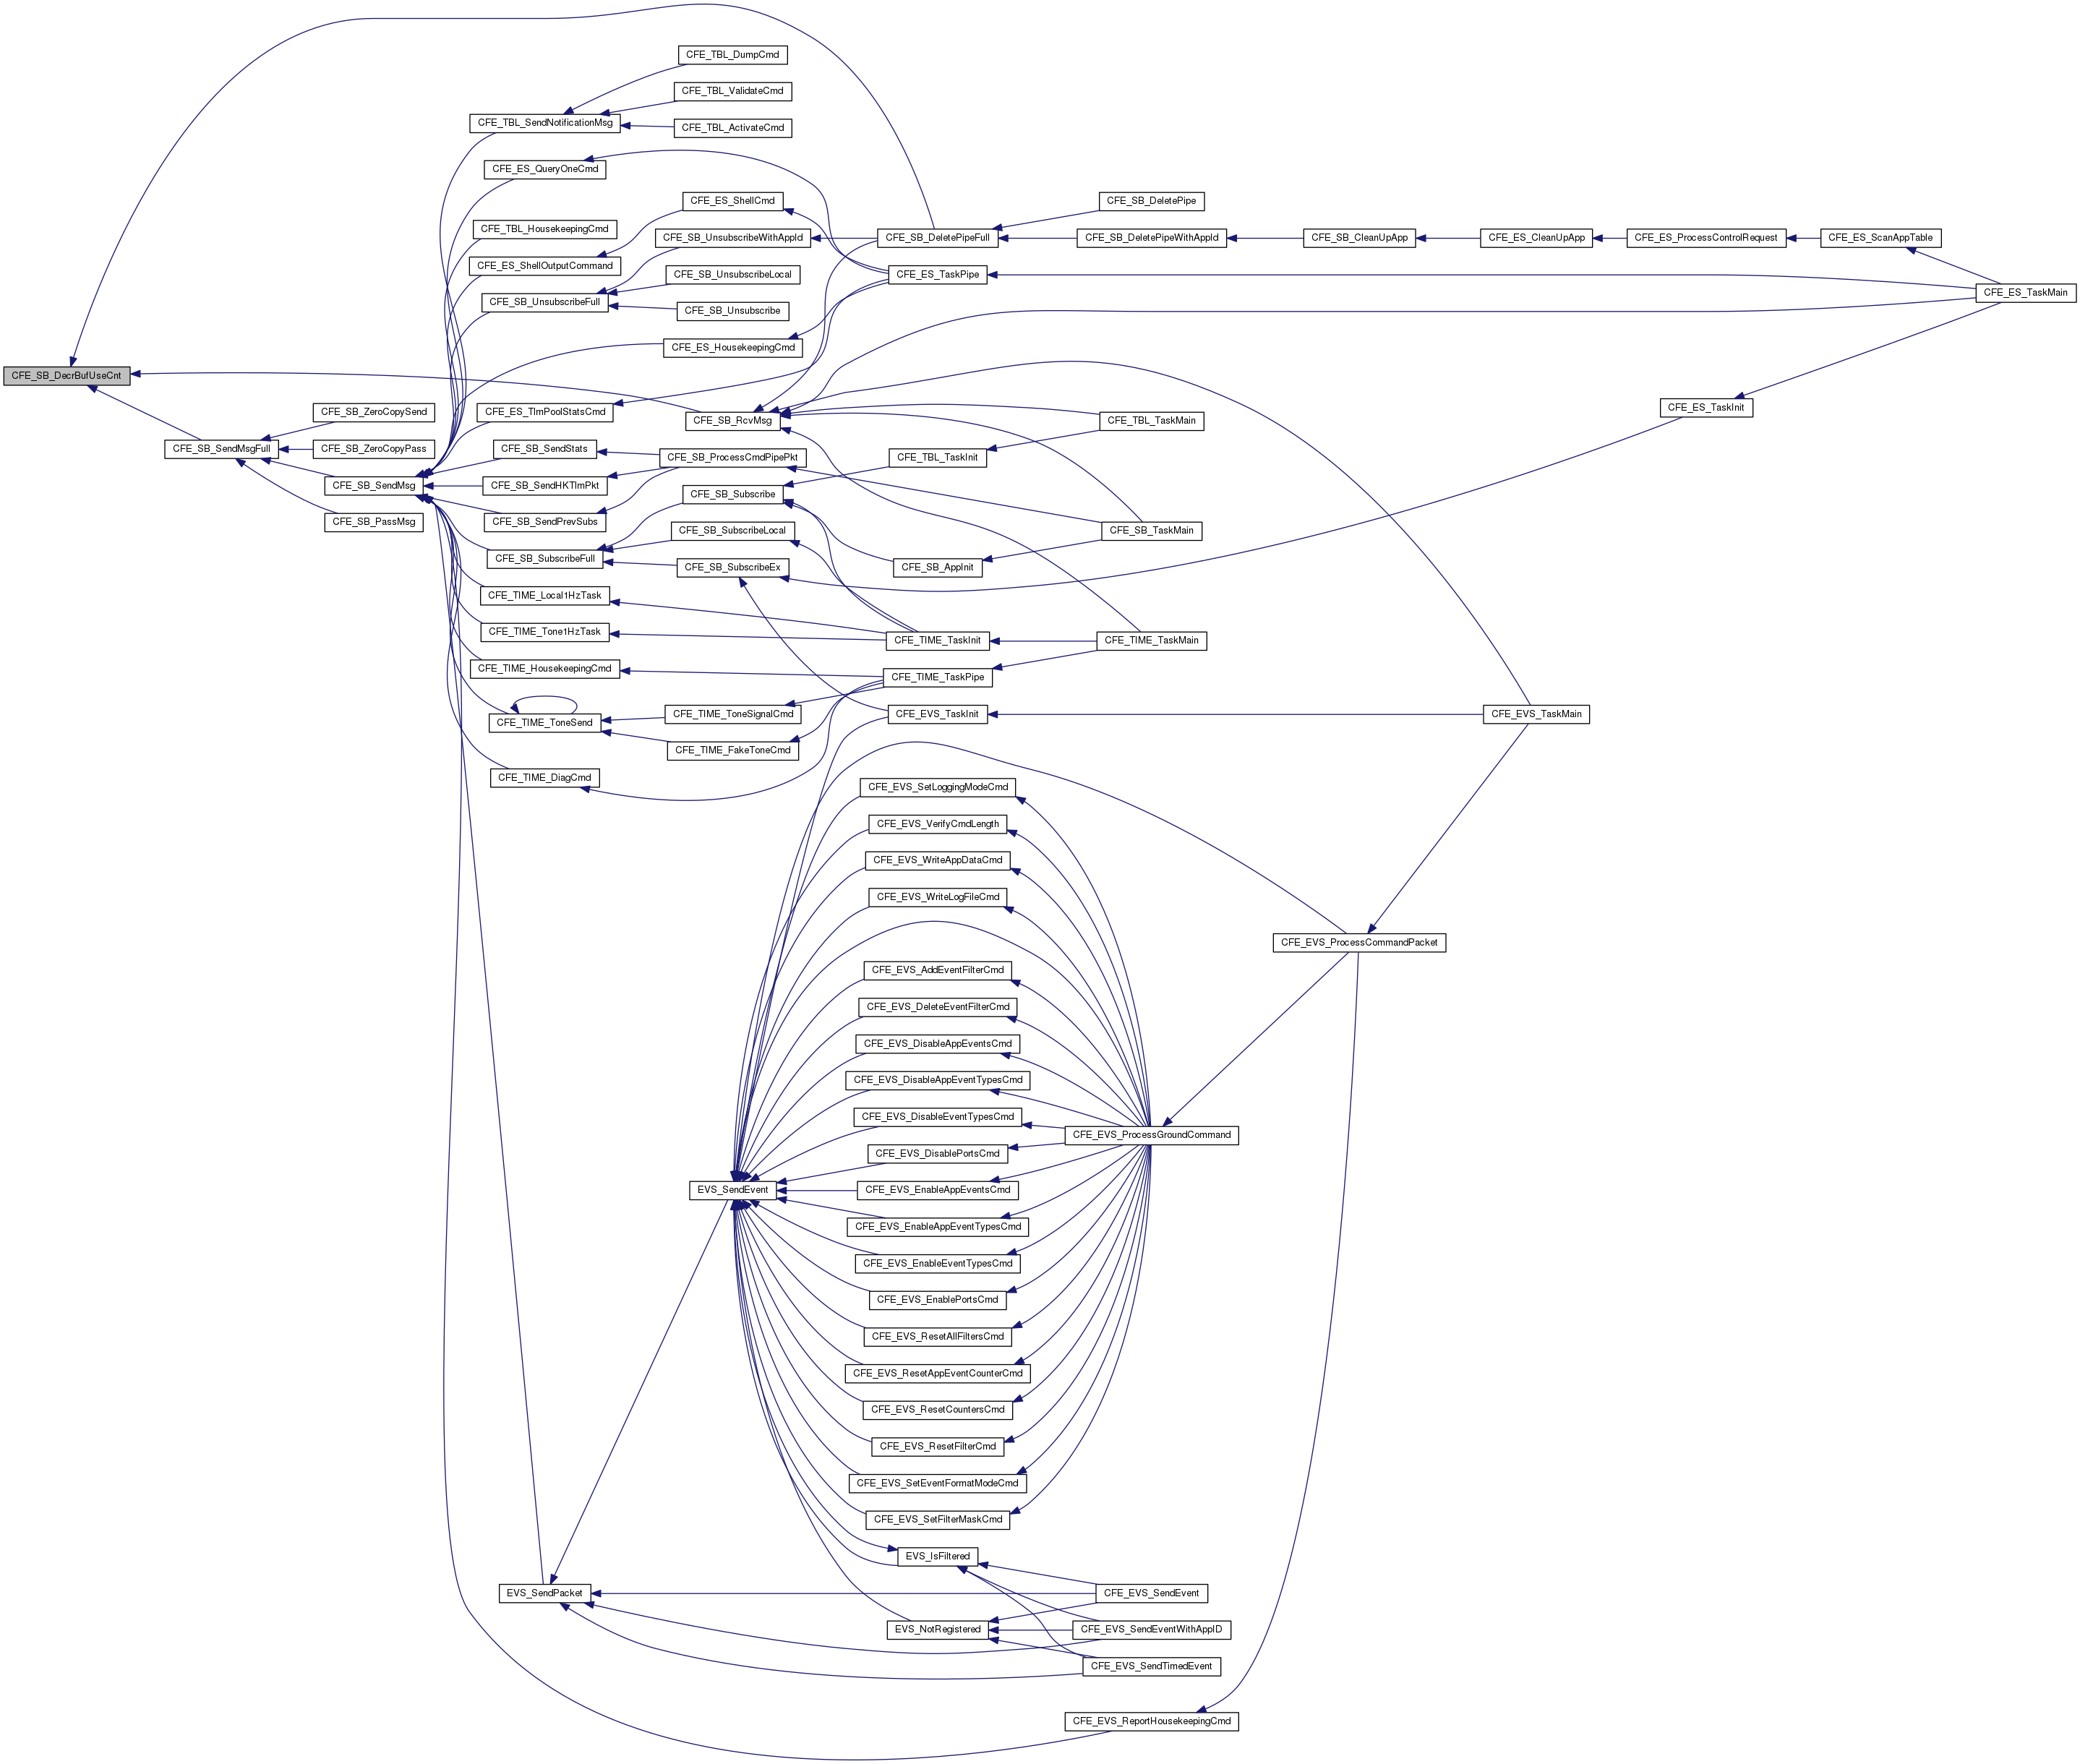 CFE_SB_DecrBufUseCnt
CFE_SB_SendMsgFull
CFE_SB_ZeroCopySend
CFE_SB_ZeroCopyPass
CFE_SB_SendMsg
CFE_SB_PassMsg
CFE_TBL_SendNotificationMsg
CFE_ES_QueryOneCmd
CFE_TBL_HousekeepingCmd
CFE_ES_ShellOutputCommand
CFE_SB_UnsubscribeFull
CFE_ES_TlmPoolStatsCmd
CFE_SB_SendStats
CFE_SB_SendHKTlmPkt
CFE_SB_SendPrevSubs
CFE_SB_SubscribeFull
CFE_TIME_Local1HzTask
CFE_TIME_Tone1HzTask
CFE_TIME_HousekeepingCmd
CFE_TIME_ToneSend
CFE_TIME_DiagCmd
EVS_SendPacket
CFE_TBL_DumpCmd
CFE_TBL_ValidateCmd
CFE_TBL_ActivateCmd
CFE_ES_ShellCmd
CFE_SB_UnsubscribeWithAppId
CFE_SB_UnsubscribeLocal
CFE_SB_Unsubscribe
CFE_ES_HousekeepingCmd
CFE_SB_RcvMsg
CFE_SB_ProcessCmdPipePkt
CFE_SB_Subscribe
CFE_SB_SubscribeLocal
CFE_SB_SubscribeEx
CFE_TIME_ToneSignalCmd
CFE_TIME_FakeToneCmd
EVS_SendEvent
CFE_SB_DeletePipeFull
CFE_ES_TaskPipe
CFE_TBL_TaskInit
CFE_SB_AppInit
CFE_TIME_TaskInit
CFE_TIME_TaskPipe
CFE_EVS_TaskInit
CFE_EVS_SetLoggingModeCmd
CFE_EVS_VerifyCmdLength
CFE_EVS_WriteAppDataCmd
CFE_EVS_WriteLogFileCmd
CFE_EVS_AddEventFilterCmd
CFE_EVS_DeleteEventFilterCmd
CFE_EVS_DisableAppEventsCmd
CFE_EVS_DisableAppEventTypesCmd
CFE_EVS_DisableEventTypesCmd
CFE_EVS_DisablePortsCmd
CFE_EVS_EnableAppEventsCmd
CFE_EVS_EnableAppEventTypesCmd
CFE_EVS_EnableEventTypesCmd
CFE_EVS_EnablePortsCmd
CFE_EVS_ResetAllFiltersCmd
CFE_EVS_ResetAppEventCounterCmd
CFE_EVS_ResetCountersCmd
CFE_EVS_ResetFilterCmd
CFE_EVS_SetEventFormatModeCmd
CFE_EVS_SetFilterMaskCmd
EVS_IsFiltered
EVS_NotRegistered
CFE_SB_DeletePipe
CFE_SB_DeletePipeWithAppId
CFE_TBL_TaskMain
CFE_SB_TaskMain
CFE_TIME_TaskMain
CFE_EVS_ProcessGroundCommand
CFE_EVS_SendEvent
CFE_EVS_SendEventWithAppID
CFE_EVS_SendTimedEvent
CFE_EVS_ReportHousekeepingCmd
CFE_SB_CleanUpApp
CFE_EVS_ProcessCommandPacket
CFE_ES_CleanUpApp
CFE_EVS_TaskMain
CFE_ES_ProcessControlRequest
CFE_ES_TaskInit
CFE_ES_ScanAppTable
CFE_ES_TaskMain